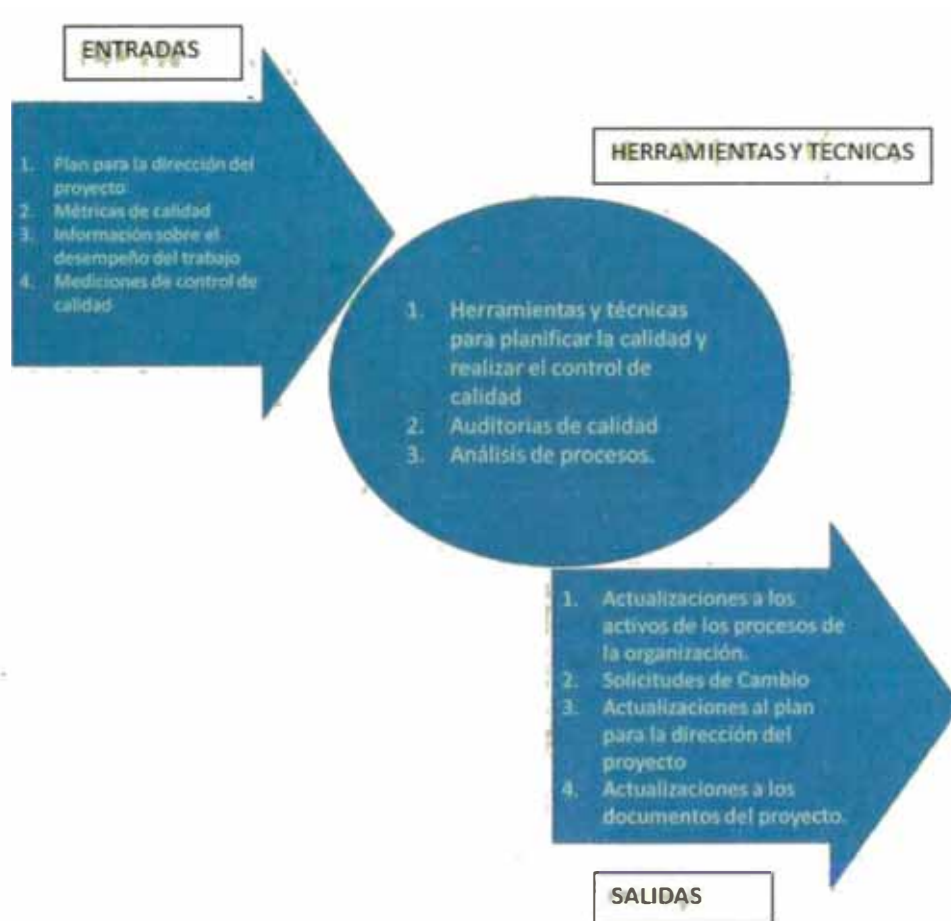 ENTRADAS
1. Plan para la dirección del
proyecto
2. Métricas de calidad
3. Información sobre el
desempeño del trabajo
4. Mediciones de control de
calidad
HERRAMIENTAS Y TECNICAS
1. Herramientas y técnicas
para planificar la calidad y
realizar el control de
calidad
2. Auditorias de calidad
3. Análisis de procesos.
1. Actualizaciones a los
activos de los procesos de
la organización.
2. Solicitudes de Cambio
3. Actualizaciones al plan
para la dirección del
proyecto
4. Actualizaciones a los
documentos del proyecto.
SALIDAS